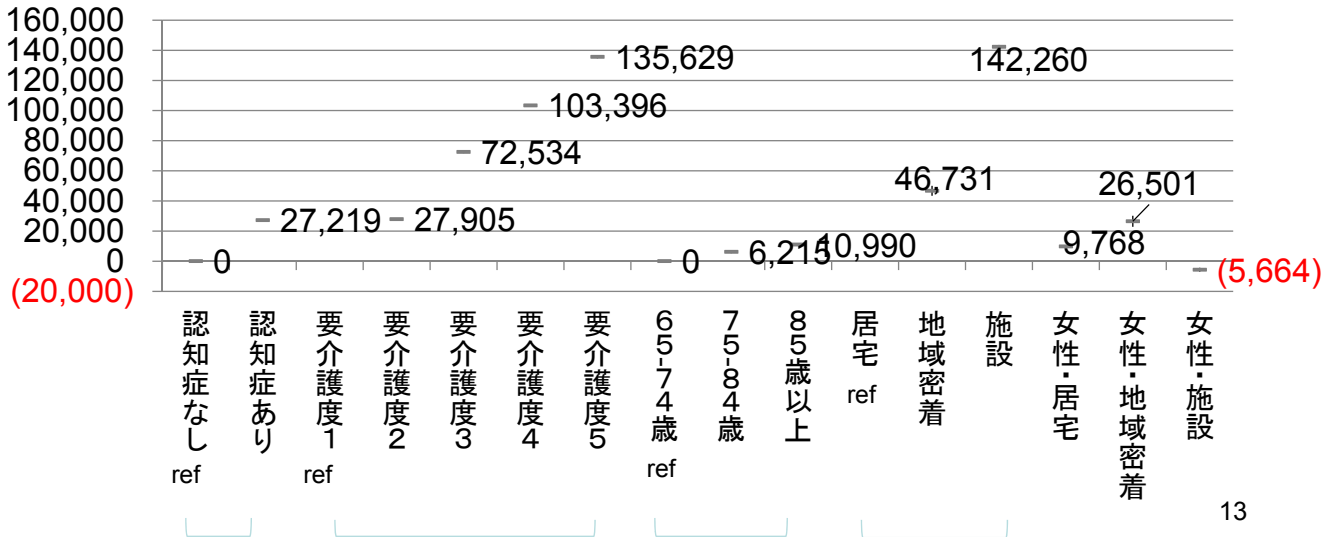 160,000
140,000
120,000
100,000
80,000
60,000
40,000
20,000
0
(20,000)
0
27,219
27,905
72,534
103,396
135,629
0
6,215
10,990
46,731
142,260
9,768
26,501
(5,664)
認知症なし
ref
認知症あり
要介護度1
ref
要介護度2
要介護度3
要介護度4
要介護度5
65-74歳
ref
75-84歳
85歳以上
居宅
ref
地域密着
施設
女性・居宅
女性・地域密着
女性・施設
13